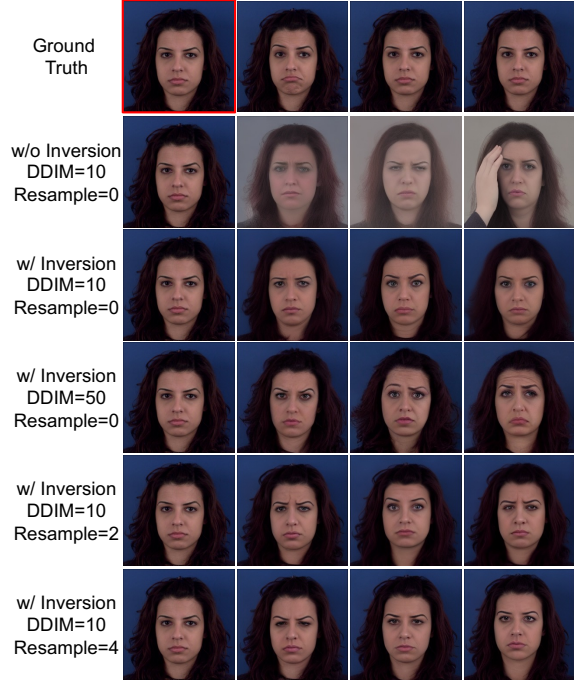 Ground
Truth
w/o Inversion
DDIM=10
Resample=0
w/ Inversion
DDIM=10
Resample=0
w/ Inversion
DDIM=50
Resample=0
w/ Inversion
DDIM=10
Resample=2
w/ Inversion
DDIM=10
Resample=4